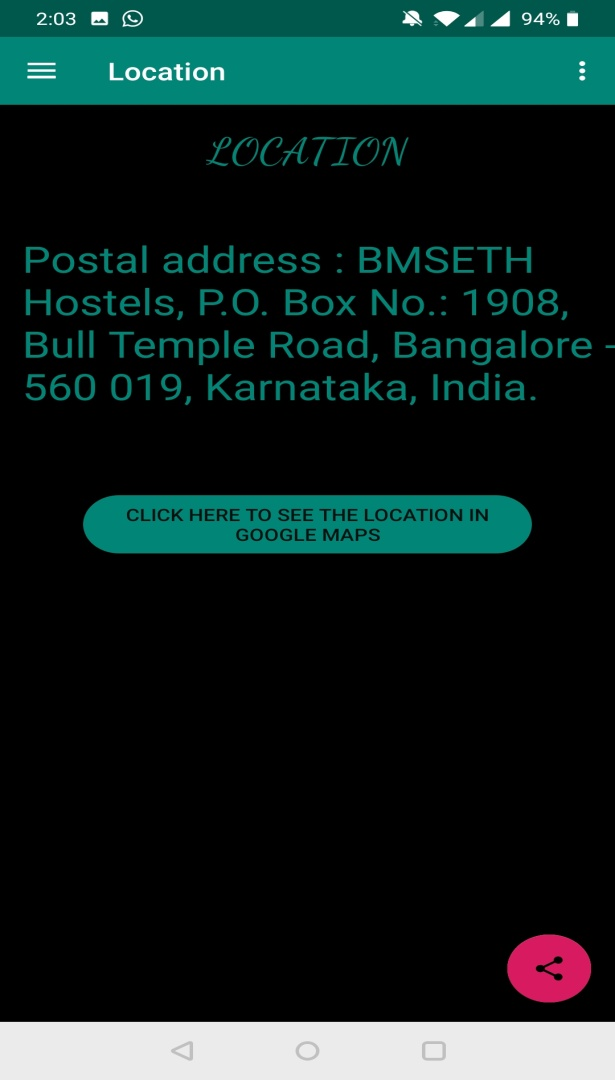 2:03 94%
Location
LOCATION
Postal address : BMSETH
Hostels, P.O. Box No.: 1908,
Bull Temple Road, Bangalore -
560 019, Karnataka, India.
CLICK HERE TO SEE THE LOCATION IN
GOOGLE MAPS